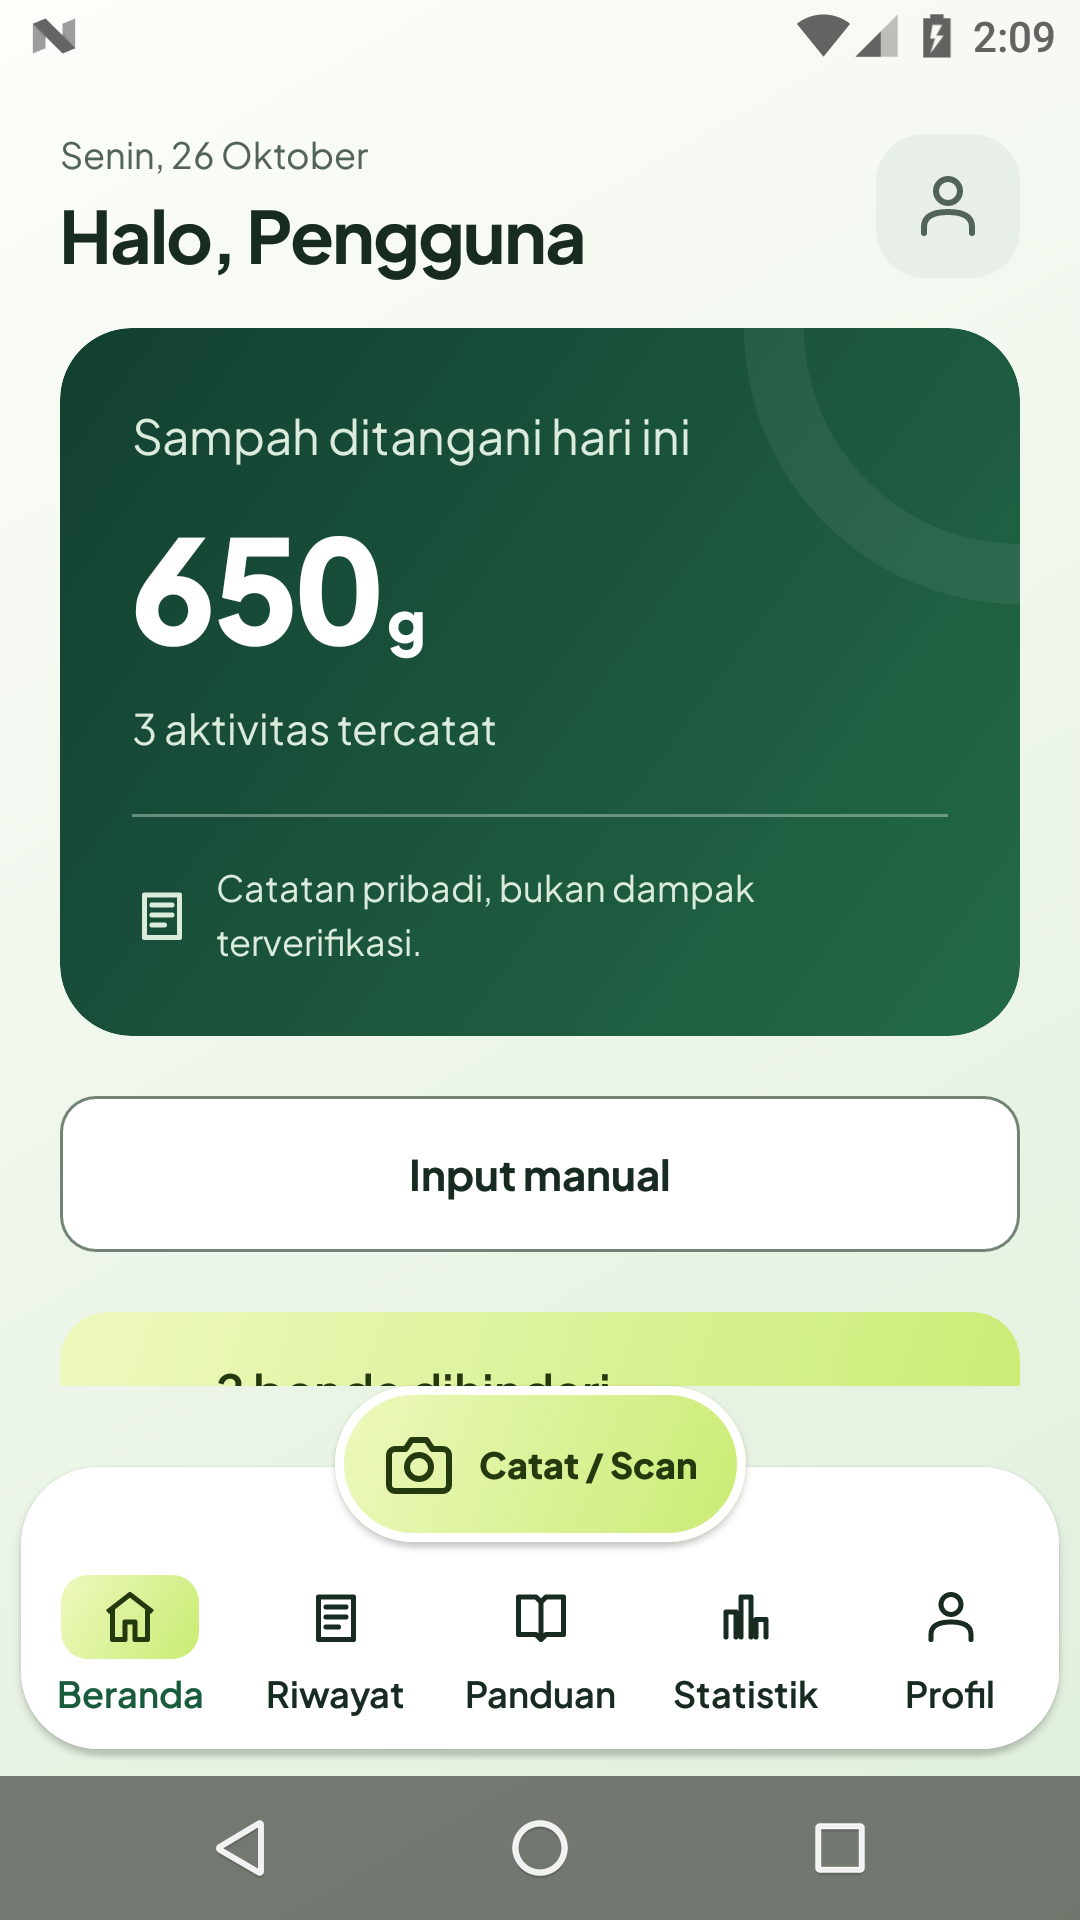 2:09
Senin, 26 Oktober
Halo, Pengguna
Sampah ditangani hari ini
650 g
3 aktivitas tercatat
Catatan pribadi, bukan dampak
terverifikasi.
Input manual
Catat / Scan
Beranda
Riwayat
Panduan
Statistik
Profil